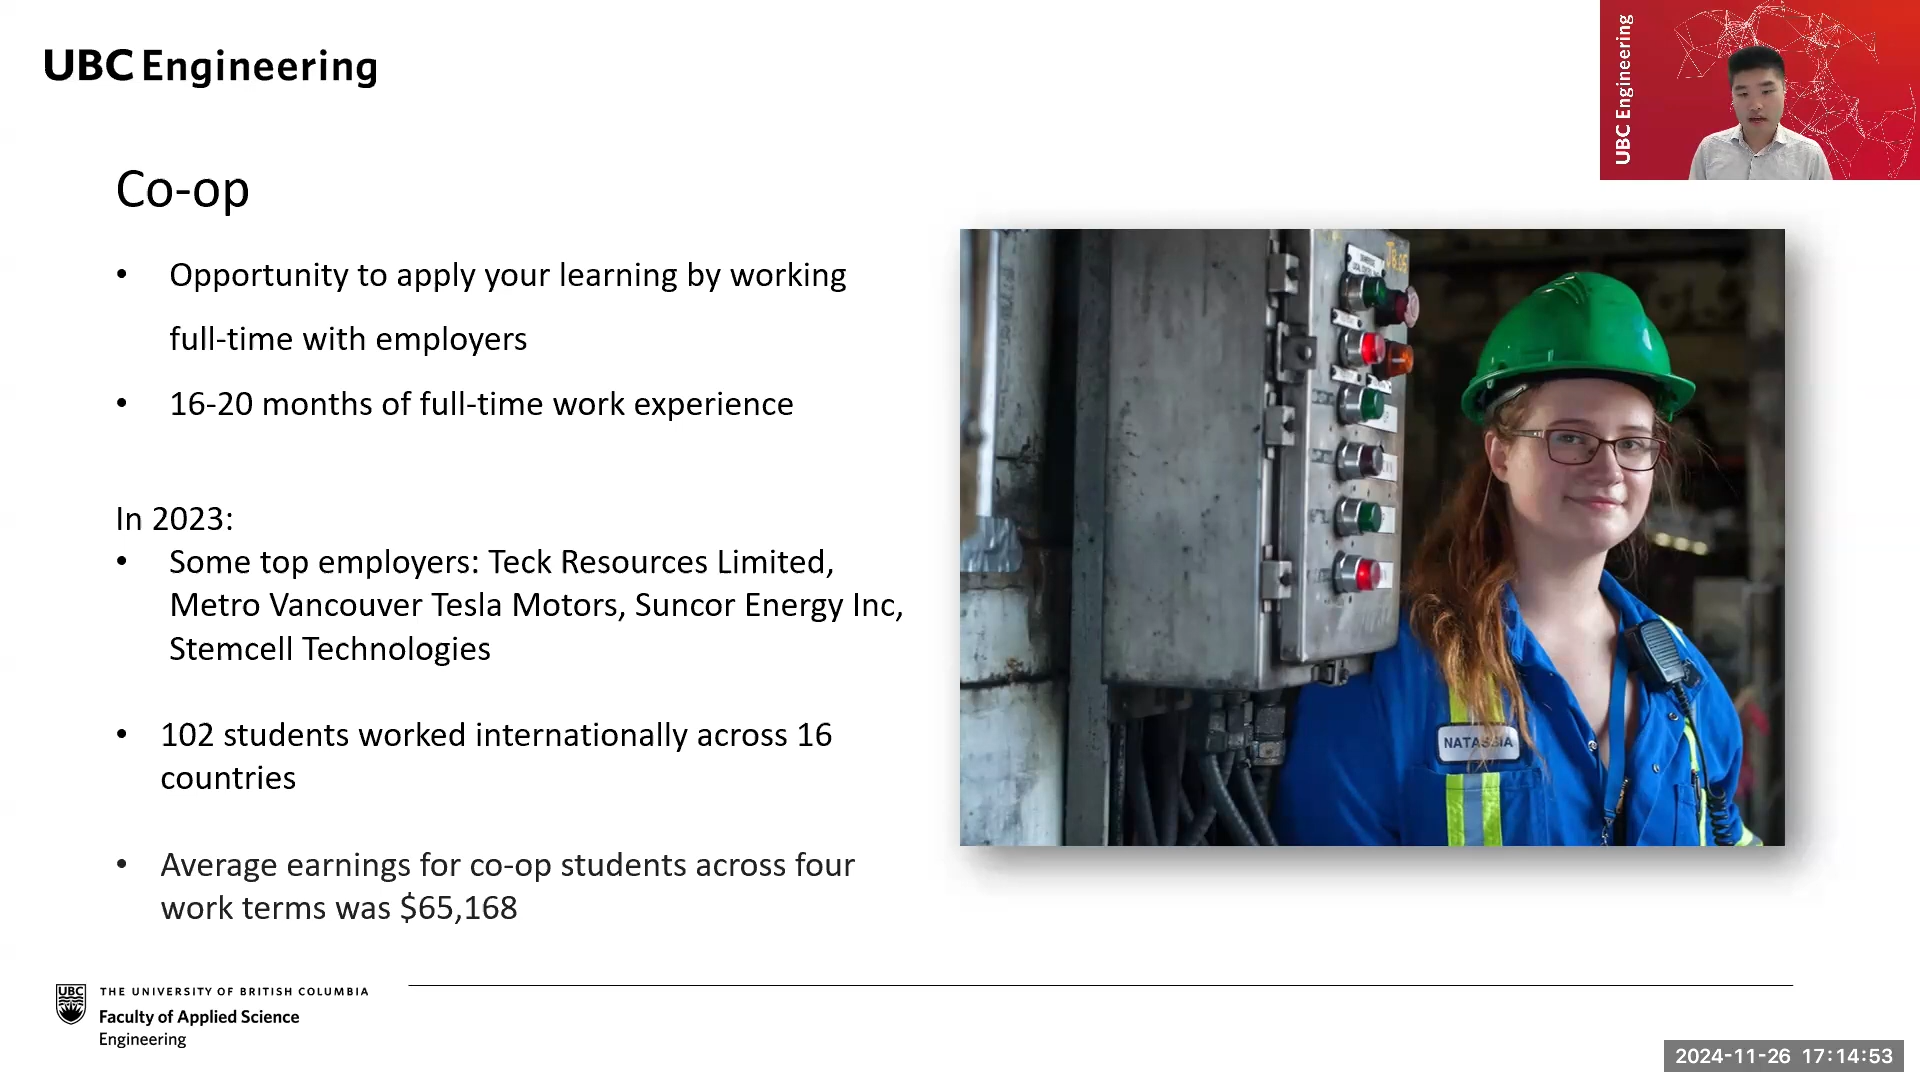 UBC Engineering
UBC Engineering
Co-op
• Opportunity to apply your learning by working
full-time with employers
• 16-20 months of full-time work experience
In 2023:
• Some top employers: Teck Resources Limited,
Metro Vancouver Tesla Motors, Suncor Energy Inc,
Stemcell Technologies
• 102 students worked internationally across 16
countries
• Average earnings for co-op students across four
work terms was $65,168
NATASSIA
UBC
THE UNIVERSITY OF BRITISH COLUMBIA
Faculty of Applied Science
Engineering
2024-11-26 17:14:53